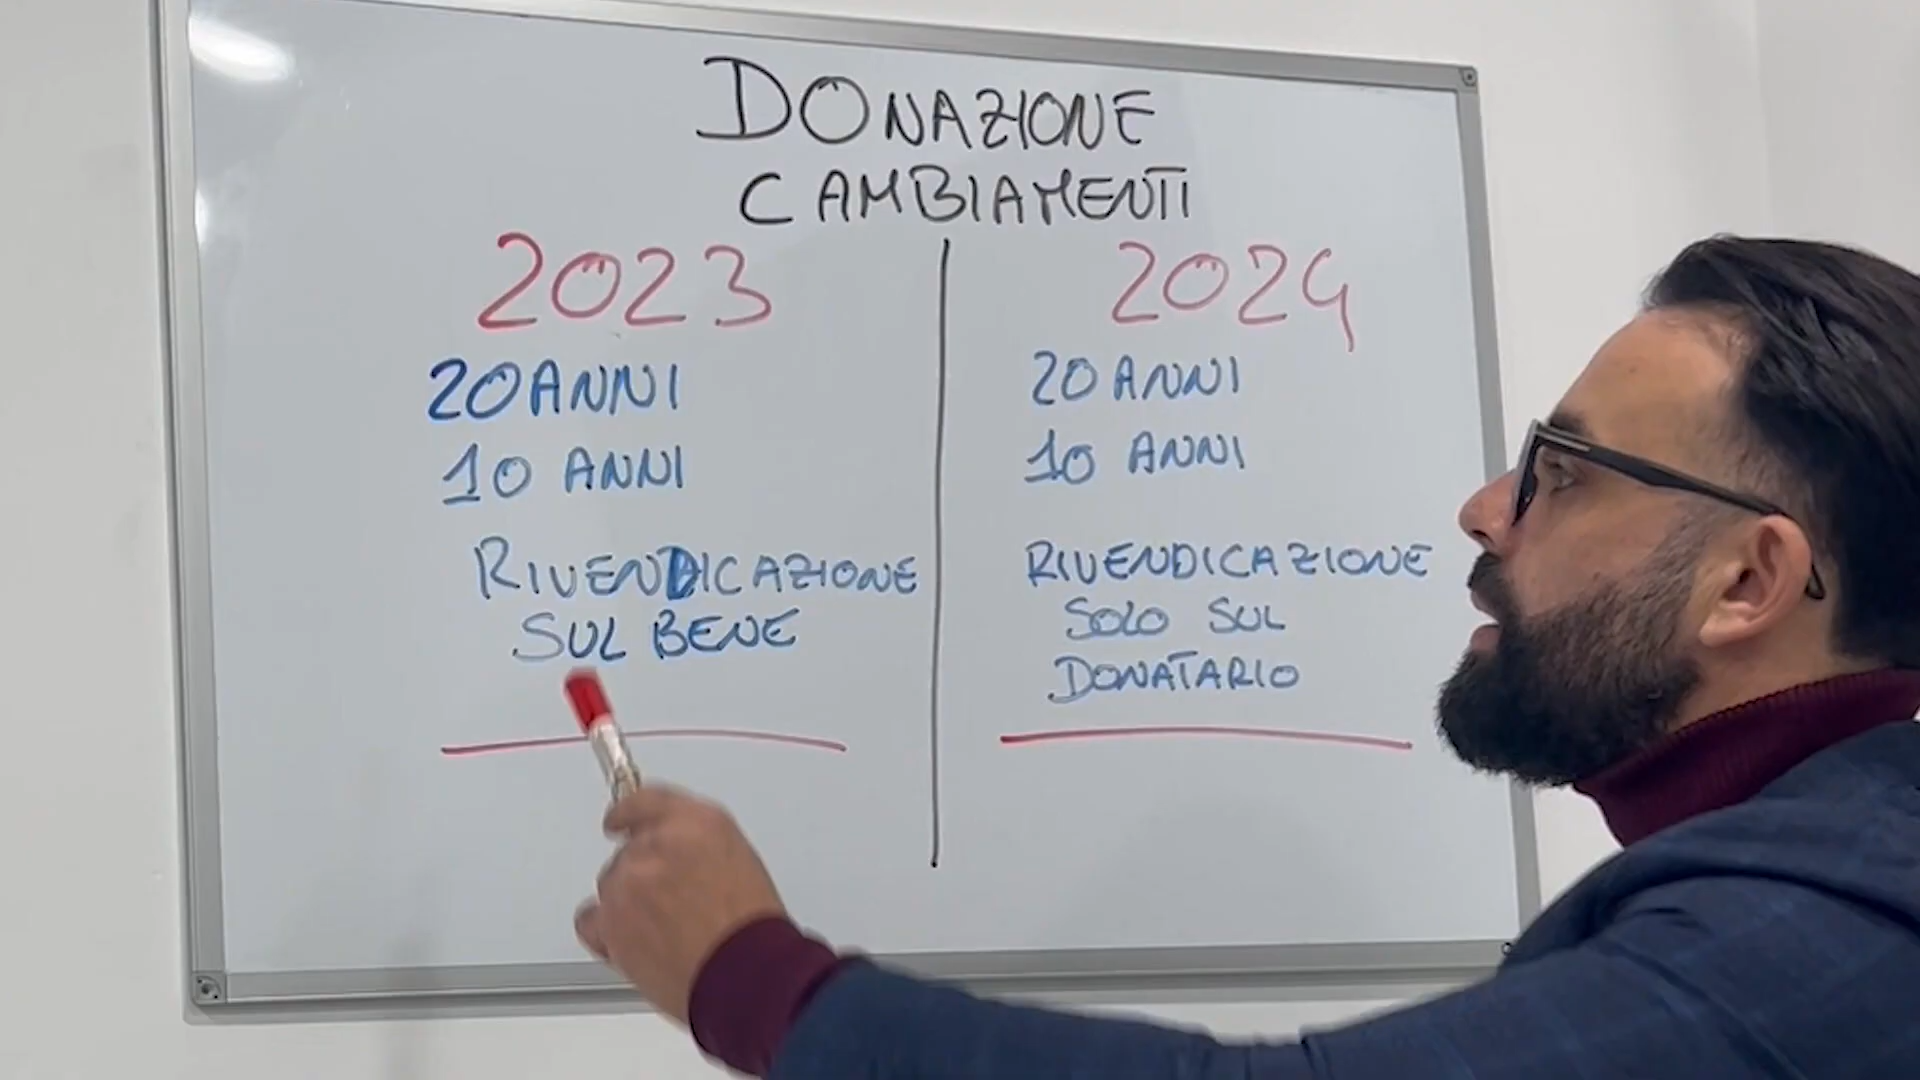 DONAZIONE
CAMBIAMENTI
2023
20 ANNI
10 ANNI
RIVENDICAZIONE
SUL BENE
2024
20 ANNI
10 ANNI
RIVENDICAZIONE
SOLO SUL
DONATARIO